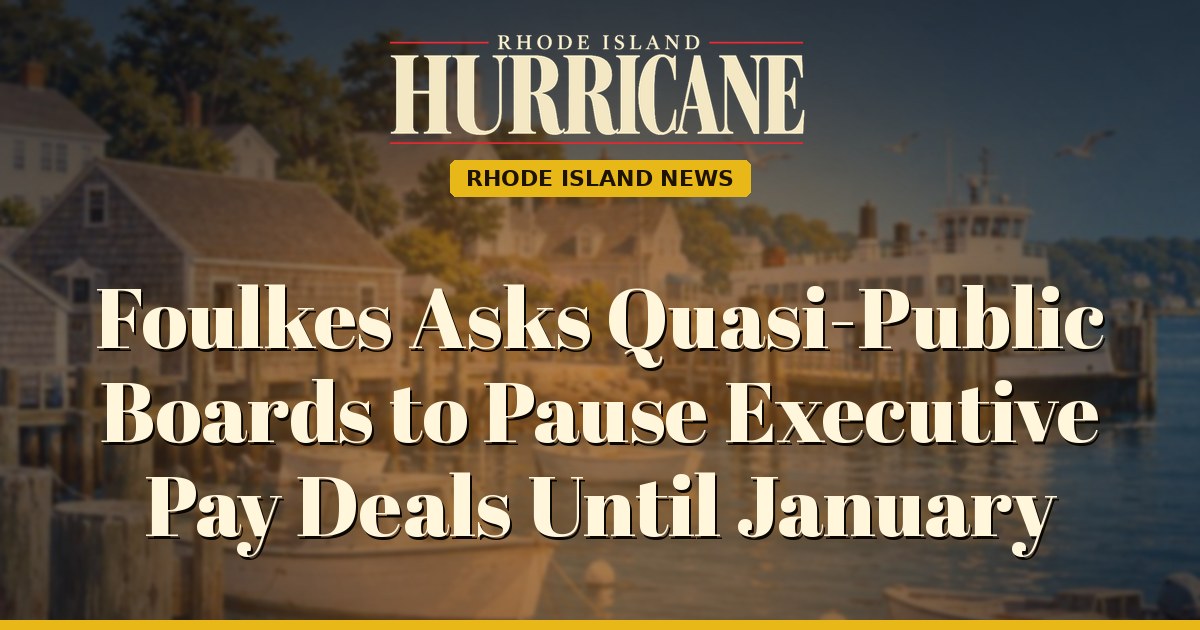 RHODE ISLAND
HURRICANE
RHODE ISLAND NEWS
Foulkes Asks Quasi-Public
Boards to Pause Executive
Pay Deals Until January